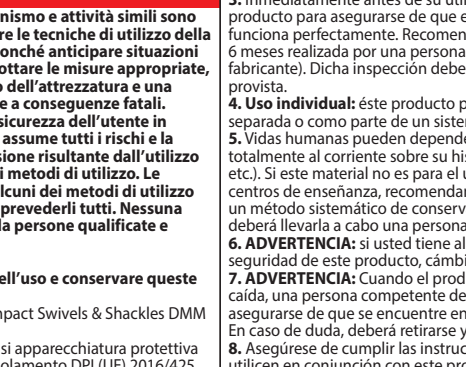 nismo e attività simili sono
re le tecniche di utilizzo della
onché anticipare situazioni
ottare le misure appropriate,
o dell'attrezzatura e una
e a conseguenze fatali.
sicurezza dell'utente in
assume tutti i rischi e la
sione risultante dall'utilizzo
i metodi di utilizzo. Le
lcuni dei metodi di utilizzo
prevederli tutti. Nessuna
la persone qualificate e
ell'uso e conservare queste
mpact Swivels & Shackles DMM
si apparecchiatura protettiva
olamento DPI (UE) 2016/425
3. Inmediatamente antes de su util
producto para asegurarse de que e
funciona perfectamente. Recomen
6 meses realizada por una persona
fabricante). Dicha inspección debe
provista.
4. Uso individual: éste producto p
separada o como parte de un siste
5. Vidas humanas pueden depende
totalmente al corriente sobre su his
etc.). Si este material no es para el u
centros de enseñanza, recomendar
un método sistemático de conserv
deberá llevarla a cabo una persona
6. ADVERTENCIA: si usted tiene al
seguridad de este producto, cámbi
7. ADVERTENCIA: Cuando el prod
caída, una persona competente de
asegurarse de que se encuentre en
En caso de duda, deberá retirarse y
8. Asegúrese de cumplir las instruc
utilicen en conjunción con este pro